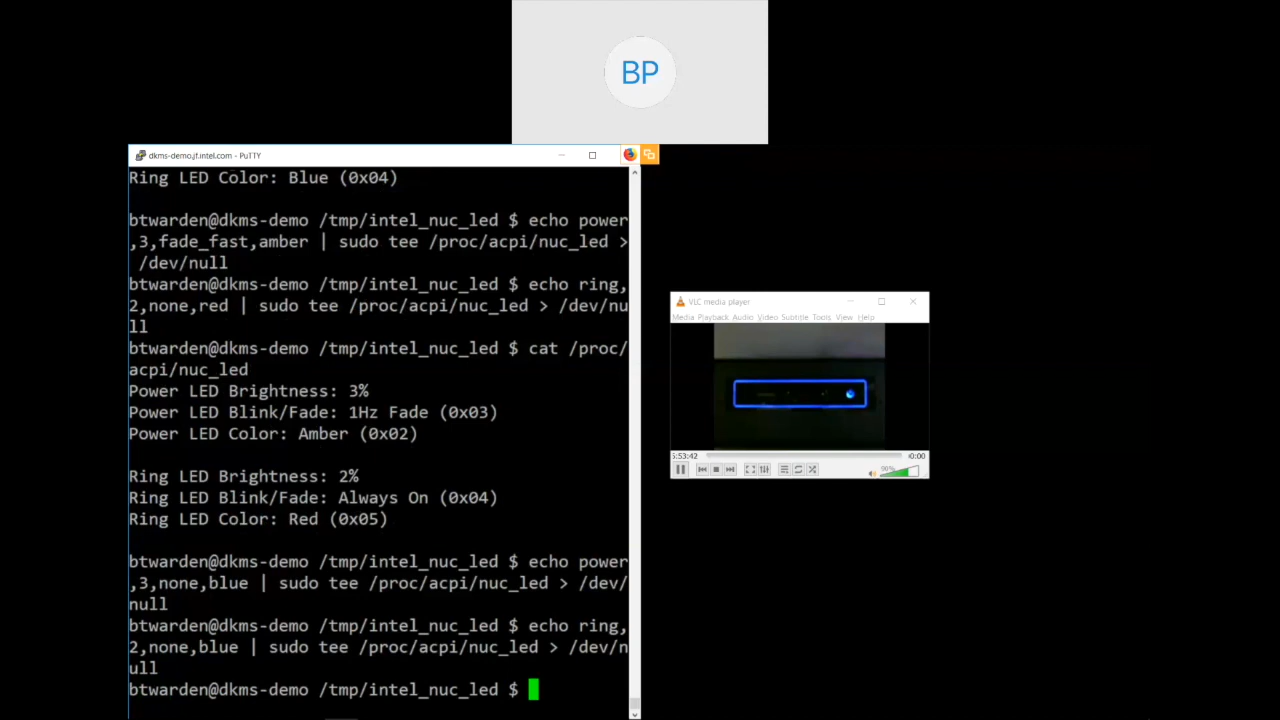 BP
dkms-demo.jf.intel.com - PuTTY
Ring LED Color: Blue (0x04)
btwarden@dkms-demo /tmp/intel_nuc_led $ echo power
,3,fade_fast,amber | sudo tee /proc/acpi/nuc_led >
/dev/null
btwarden@dkms-demo /tmp/intel_nuc_led $ echo ring,
2,none,red | sudo tee /proc/acpi/nuc_led > /dev/nu
ll
btwarden@dkms-demo /tmp/intel_nuc_led $ cat /proc/
acpi/nuc_led
Power LED Brightness: 3%
Power LED Blink/Fade: 1Hz Fade (0x03)
Power LED Color: Amber (0x02)
Ring LED Brightness: 2%
Ring LED Blink/Fade: Always On (0x04)
Ring LED Color: Red (0x05)
btwarden@dkms-demo /tmp/intel_nuc_led $ echo power
,3,none,blue | sudo tee /proc/acpi/nuc_led > /dev/
null
btwarden@dkms-demo /tmp/intel_nuc_led $ echo ring,
2,none,blue | sudo tee /proc/acpi/nuc_led > /dev/n
ull
btwarden@dkms-demo /tmp/intel_nuc_led $
VLC media player
Media Playback Audio Video Subtitle Tools View Help
5:53:42
00:00
90%